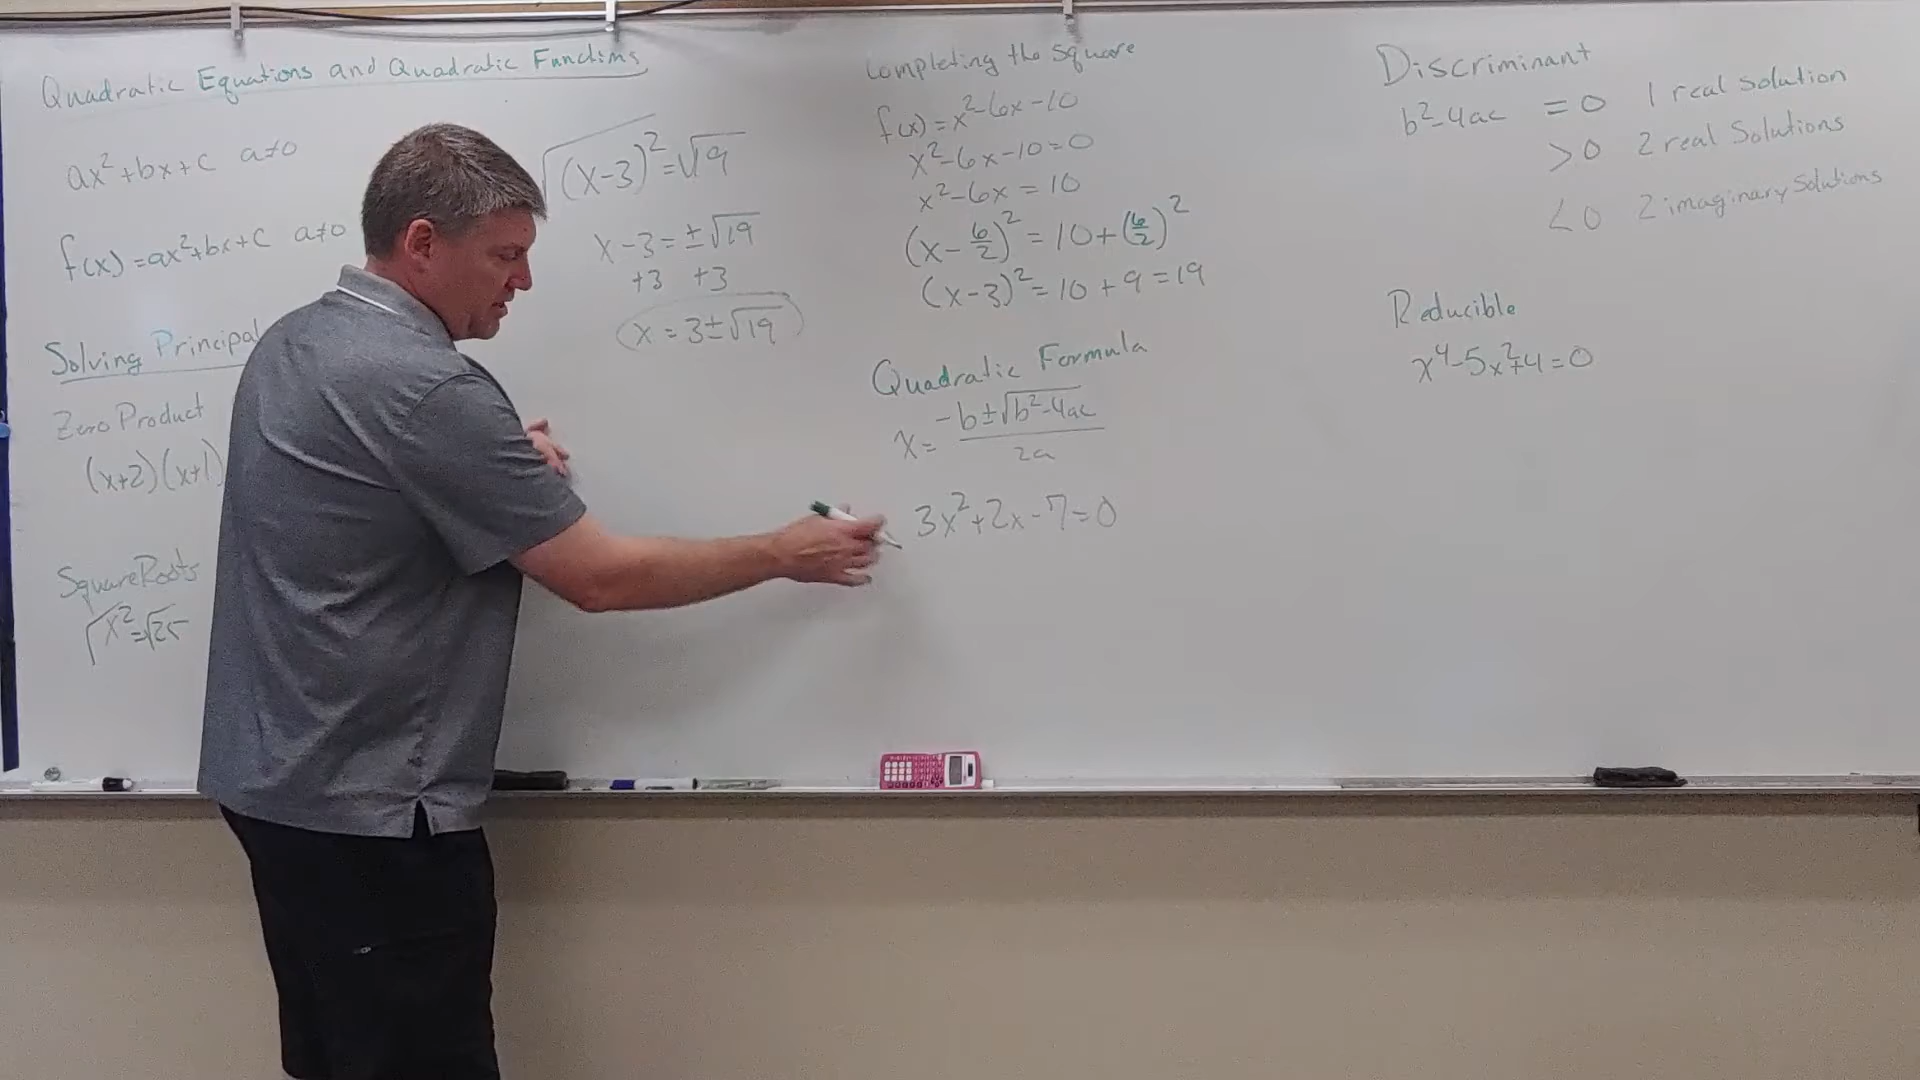 Quadratic Equations and Quadratic Functions
ax²+bx+c a≠0
f(x)=ax²+bx+c a≠0
Solving Principal
Zero Product
(x+2)(x+1)
Square Roots
√x²=√25
√(x-3)²=√19
x-3=±√19
+3 +3
x=3±√19
Completing the Square
f(x)=x²-6x-10
x²-6x-10=0
x²-6x=10
(x-6/2)²=10+(6/2)²
(x-3)²=10+9=19
Quadratic Formula
x=(-b±√b²-4ac)/2a
3x²+2x-7=0
Discriminant
b²-4ac =0 1 real solution
>0 2 real Solutions
<0 2 imaginary Solutions
Reducible
x⁴-5x²+4=0